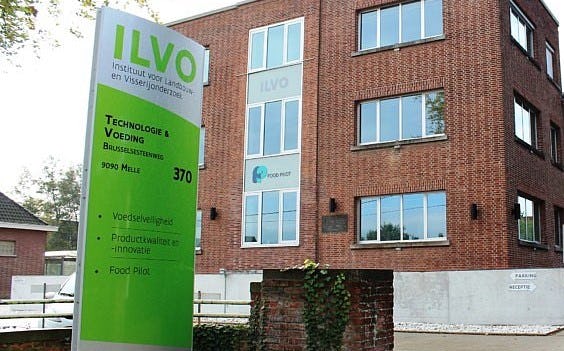 ILVO
Instituut voor Landbouw-
en Visserijonderzoek
TECHNOLOGIE &
VOEDING
BRUSSELSESTEENWEG
370
9090 MELLE
• Voedselveiligheid
• Productkwaliteit en
-innovatie
• Food Pilot
ILVO
FOOD PILOT
PARKING
RECEPTIE